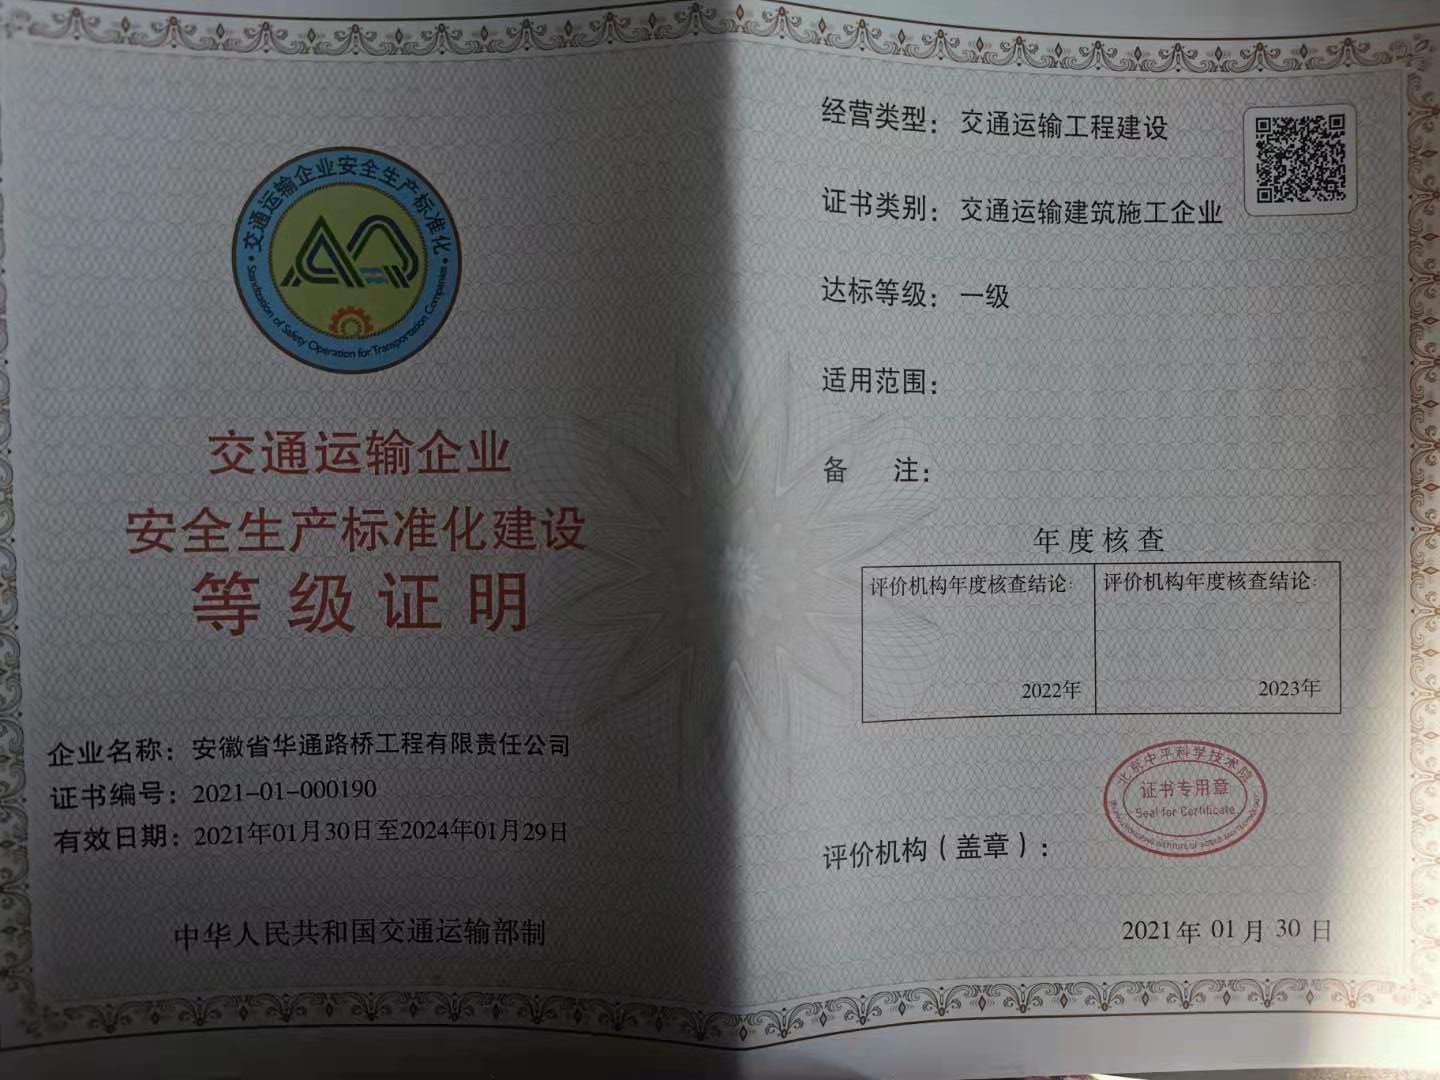 交通运输企业安全生产标准化
Standization of Safety Operation for Transportation Companies
交通运输企业
安全生产标准化建设
等级证明
企业名称：安徽省华通路桥工程有限责任公司
证书编号：2021-01-000190
有效日期：2021年01月30日至2024年01月29日
中华人民共和国交通运输部制
经营类型：交通运输工程建设
证书类别：交通运输建筑施工企业
达标等级：一级
适用范围：
备 注：
年度核查
评价机构年度核查结论：
2022年
评价机构年度核查结论：
2023年
北京中平科学技术院
证书专用章
Seal for Certificate
评价机构（盖章）：
2021年 01月 30日